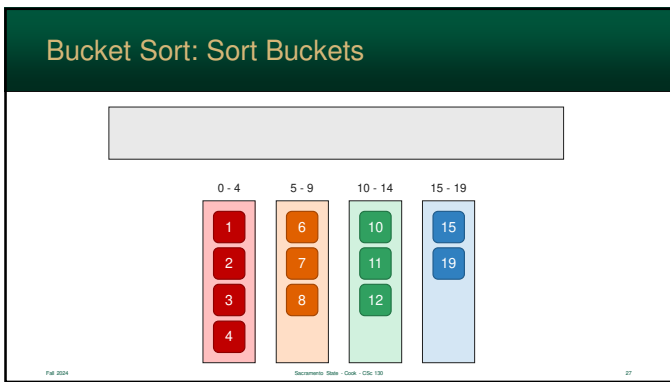 Bucket Sort: Sort Buckets
0 - 4 5 - 9 10 - 14 15 - 19
1 6 10 15
2 7 11 19
3 8 12
4
Fall 2024 Sacramento State - Cook - CSc 130 27